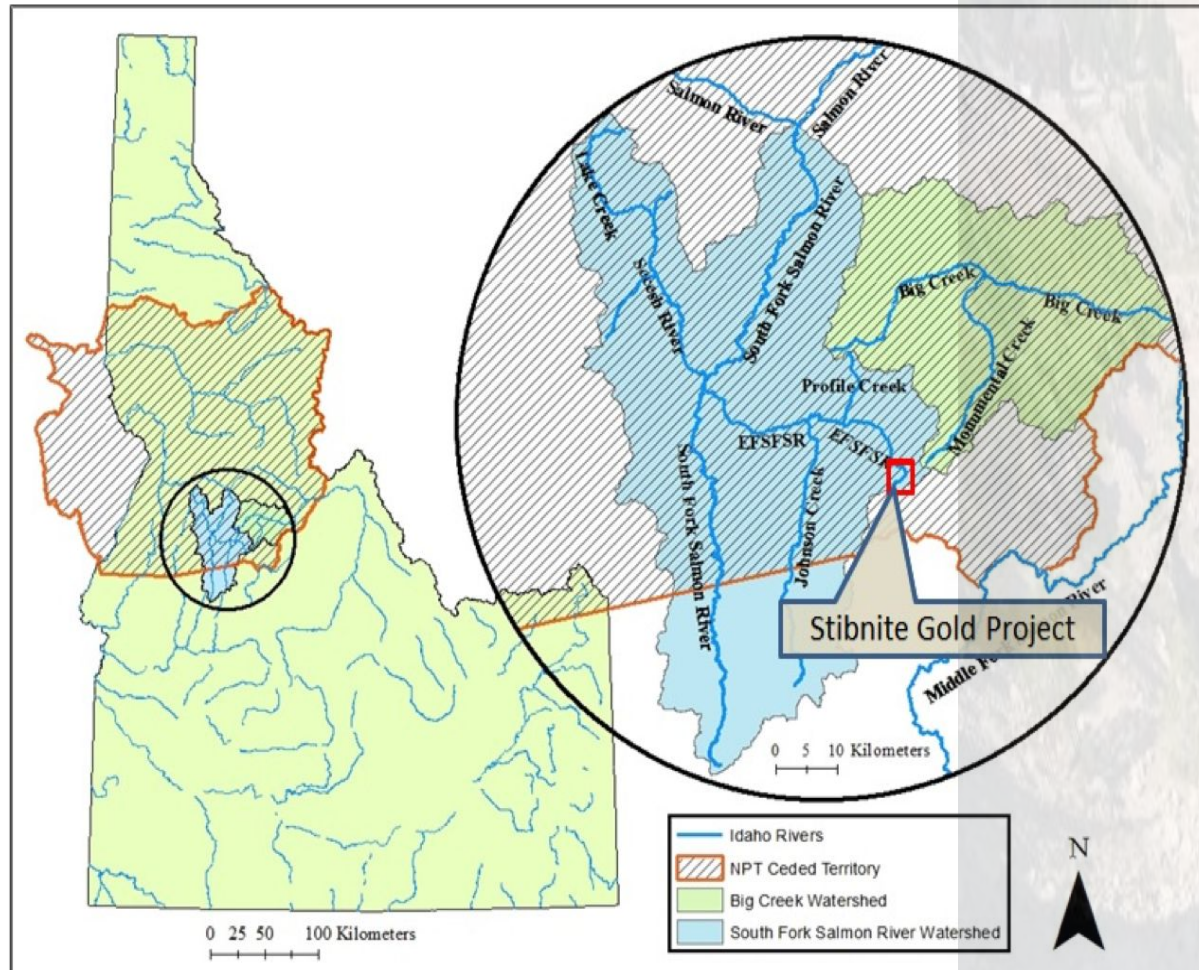 Salmon River
Salmon River
Lake Creek
South Fork Salmon River
Secesh River
Big Creek
Big Creek
Monumental Creek
Profile Creek
EFSFSR
EFSFSR
South Fork Salmon River
Johnson Creek
Stibnite Gold Project
Middle Fork
River
0 5 10 Kilometers
Idaho Rivers
NPT Ceded Territory
Big Creek Watershed
South Fork Salmon River Watershed
N
0 25 50 100 Kilometers